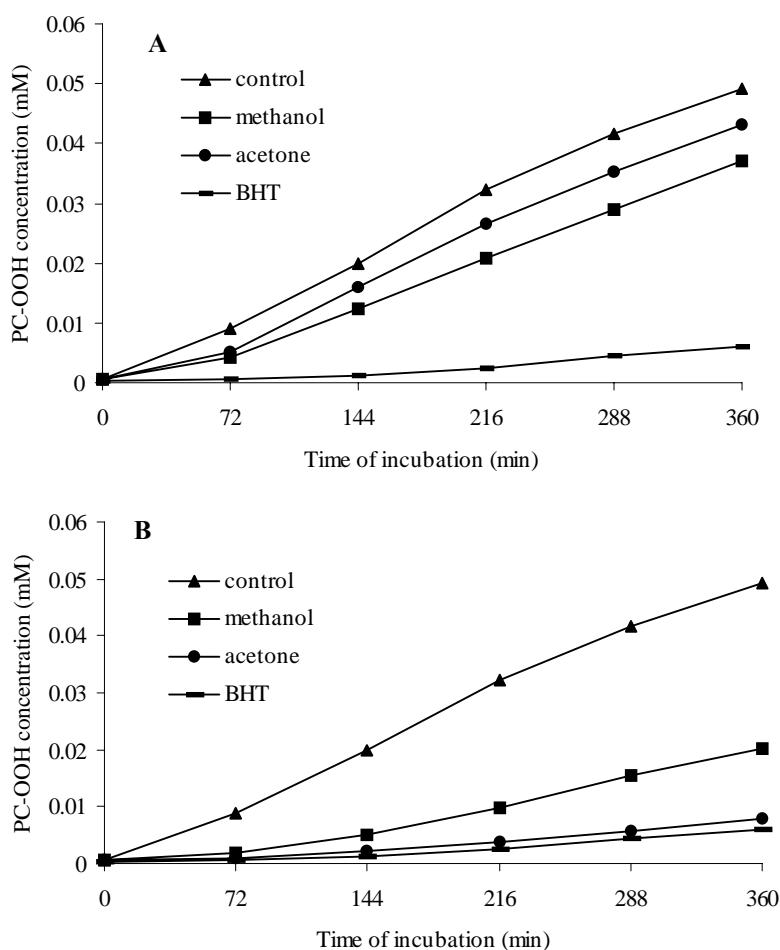 A
PC-OOH concentration (mM)
0.06
0.05
0.04
0.03
0.02
0.01
0
control
methanol
acetone
BHT
0 72 144 216 288 360
Time of incubation (min)
B
PC-OOH concentration (mM)
0.06
0.05
0.04
0.03
0.02
0.01
0
control
methanol
acetone
BHT
0 72 144 216 288 360
Time of incubation (min)